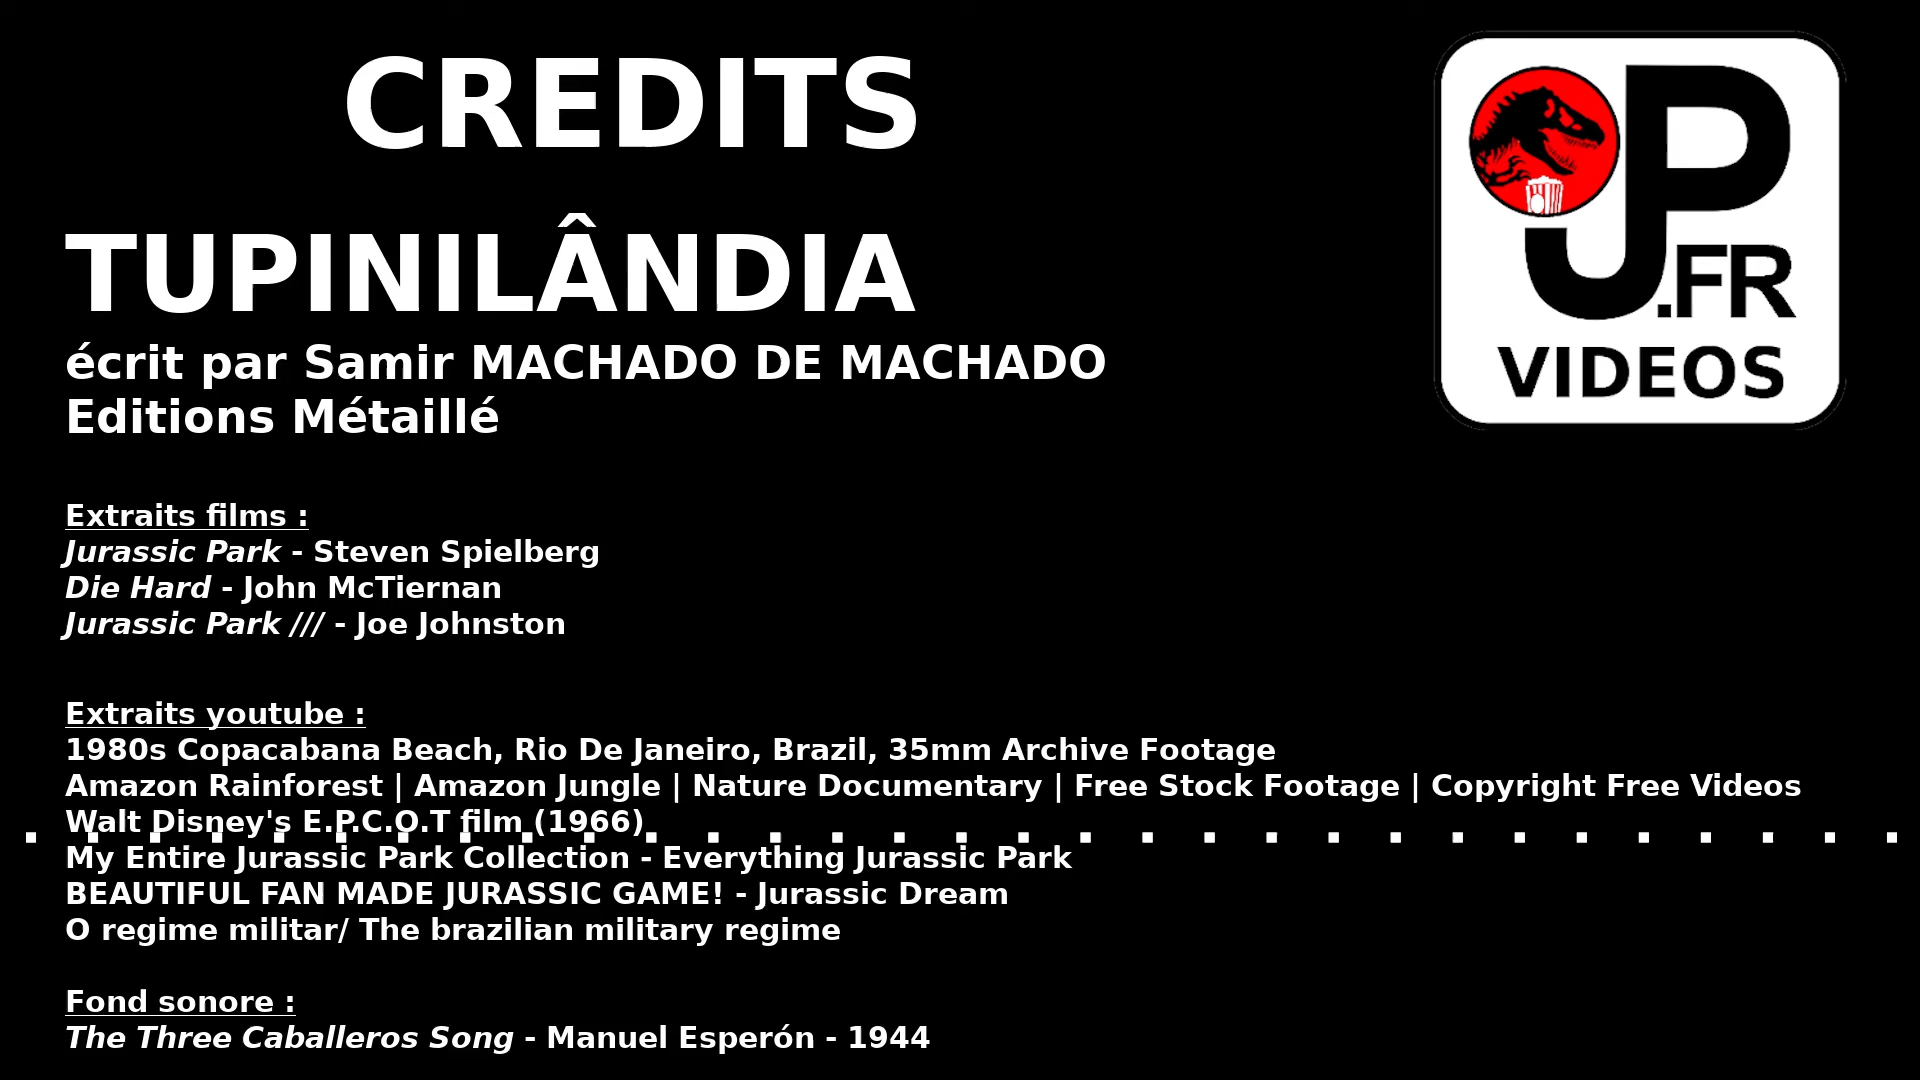 CREDITS
TUPINILÂNDIA
écrit par Samir MACHADO DE MACHADO
Editions Métaillé
JP.FR
VIDEOS
Extraits films :
Jurassic Park - Steven Spielberg
Die Hard - John McTiernan
Jurassic Park /// - Joe Johnston
Extraits youtube :
1980s Copacabana Beach, Rio De Janeiro, Brazil, 35mm Archive Footage
Amazon Rainforest | Amazon Jungle | Nature Documentary | Free Stock Footage | Copyright Free Videos
Walt Disney's E.P.C.O.T film (1966)
My Entire Jurassic Park Collection - Everything Jurassic Park
BEAUTIFUL FAN MADE JURASSIC GAME! - Jurassic Dream
O regime militar/ The brazilian military regime
Fond sonore :
The Three Caballeros Song - Manuel Esperón - 1944